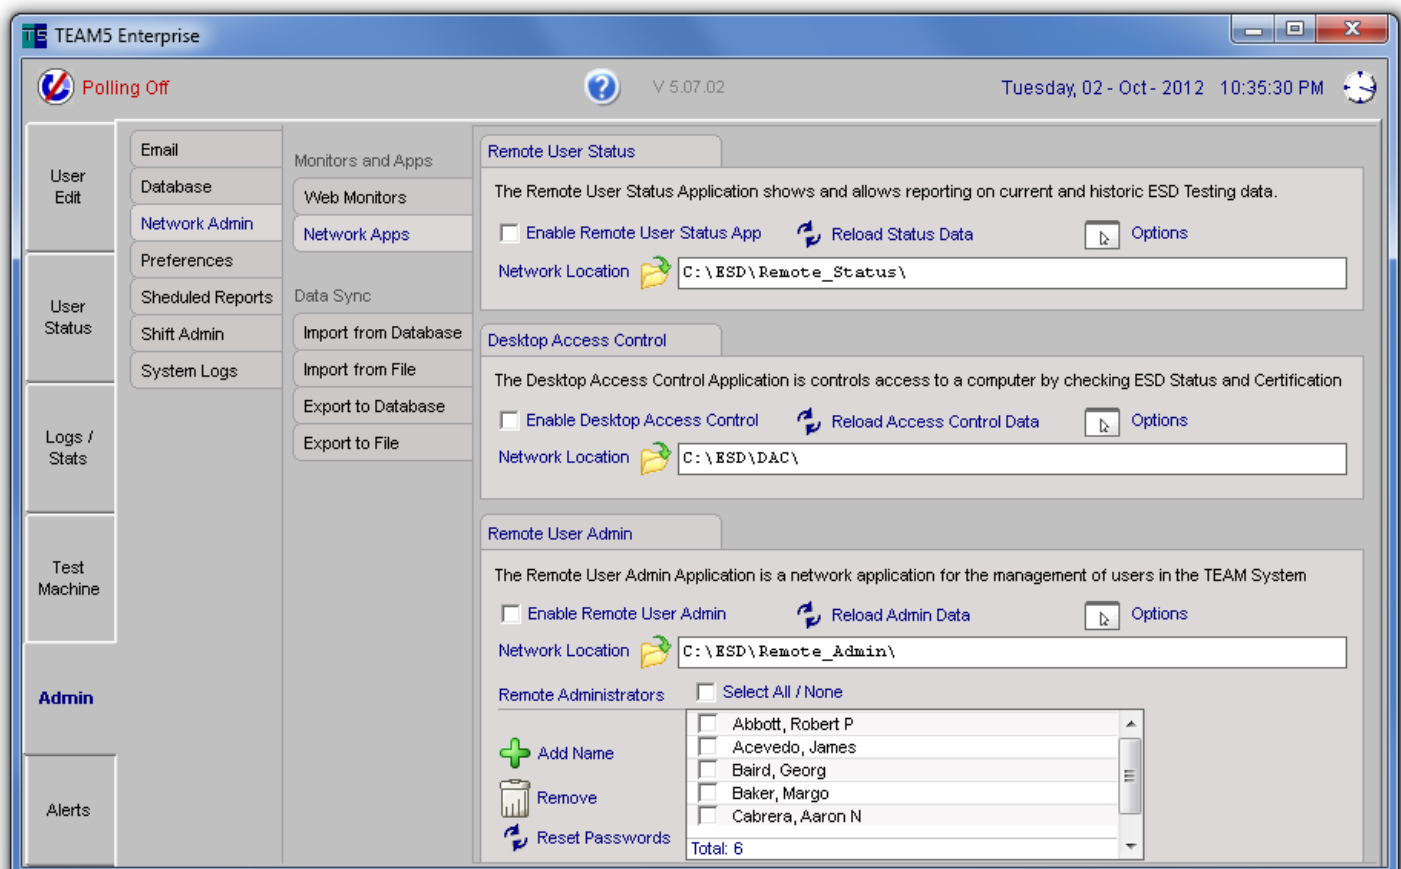 TEAM5 Enterprise
Polling Off
V 5.07.02
Tuesday, 02 - Oct - 2012 10:35:30 PM
User
Edit
User
Status
Logs /
Stats
Test
Machine
Admin
Alerts
Email
Database
Network Admin
Preferences
Sheduled Reports
Shift Admin
System Logs
Monitors and Apps
Web Monitors
Network Apps
Data Sync
Import from Database
Import from File
Export to Database
Export to File
Remote User Status
The Remote User Status Application shows and allows reporting on current and historic ESD Testing data.
Enable Remote User Status App Reload Status Data Options
Network Location C:\ESD\Remote_Status\
Desktop Access Control
The Desktop Access Control Application is controls access to a computer by checking ESD Status and Certification
Enable Desktop Access Control Reload Access Control Data Options
Network Location C:\ESD\DAC\
Remote User Admin
The Remote User Admin Application is a network application for the management of users in the TEAM System
Enable Remote User Admin Reload Admin Data Options
Network Location C:\ESD\Remote_Admin\
Remote Administrators Select All / None
Add Name
Remove
Reset Passwords
Abbott, Robert P
Acevedo, James
Baird, Georg
Baker, Margo
Cabrera, Aaron N
Total: 6